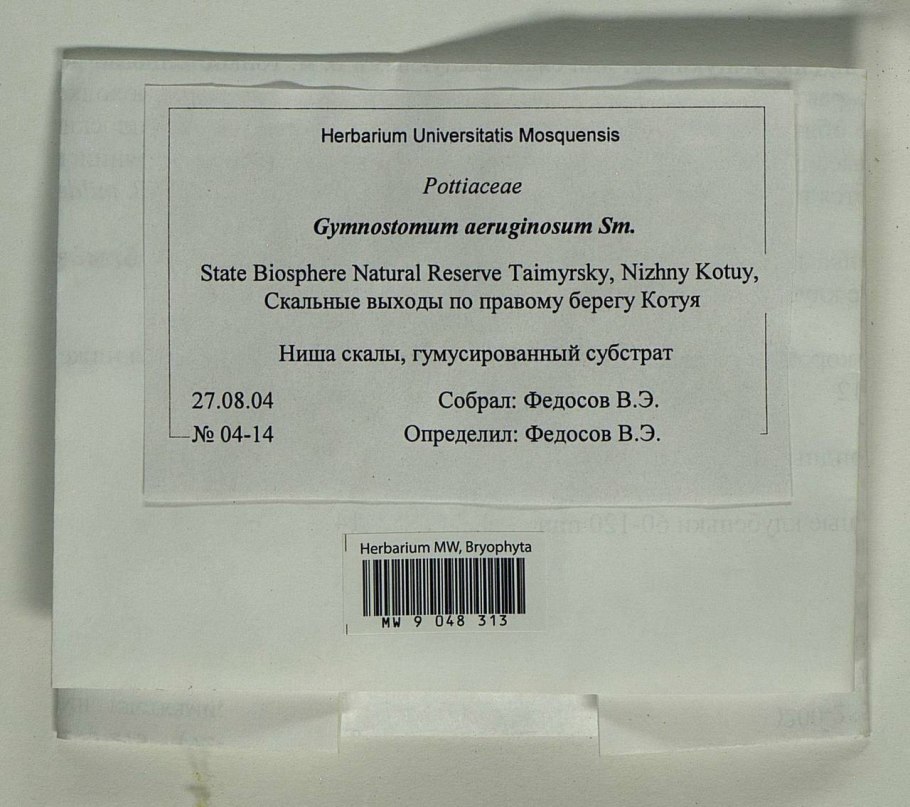 Herbarium Universitatis Mosquensis
Pottiaceae
Gymnostomum aeruginosum Sm.
State Biosphere Natural Reserve Taimyrsky, Nizhny Kotuy,
Скальные выходы по правому берегу Котуя
Ниша скалы, гумусированный субстрат
27.08.04 Собрал: Федосов В.Э.
№ 04-14 Определил: Федосов В.Э.
Herbarium MW, Bryophyta
MW 9 048 313